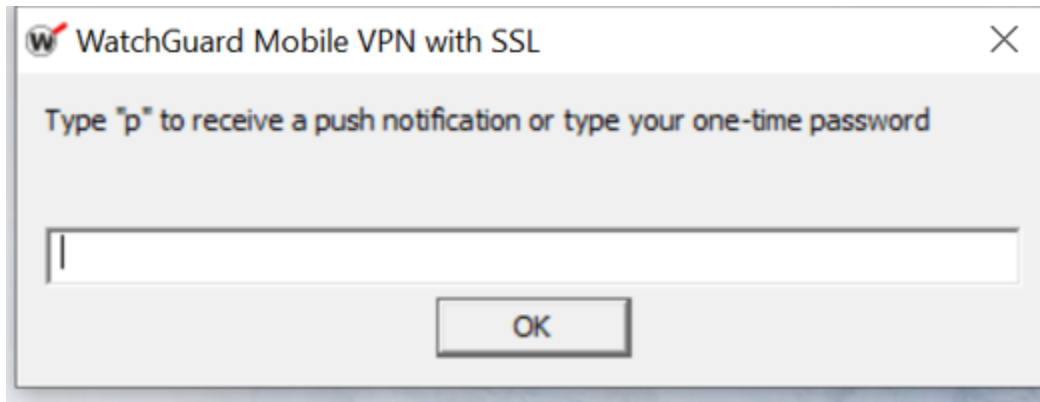 WatchGuard Mobile VPN with SSL
Type "p" to receive a push notification or type your one-time password
OK